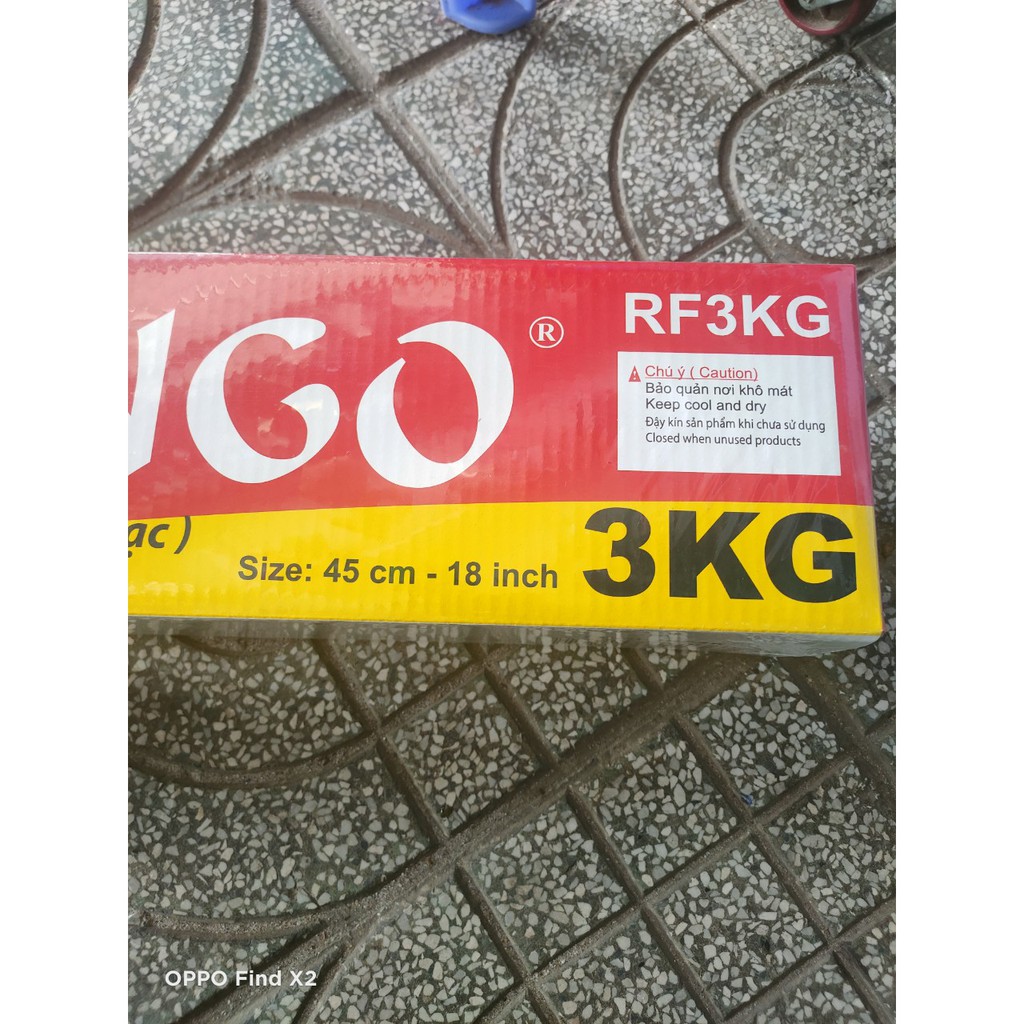 NGO®
RF3KG
Chú ý ( Caution)
Bảo quản nơi khô mát
Keep cool and dry
Đậy kín sản phẩm khi chưa sử dụng
Closed when unused products
ạc )
Size: 45 cm - 18 inch
3KG
OPPO Find X2